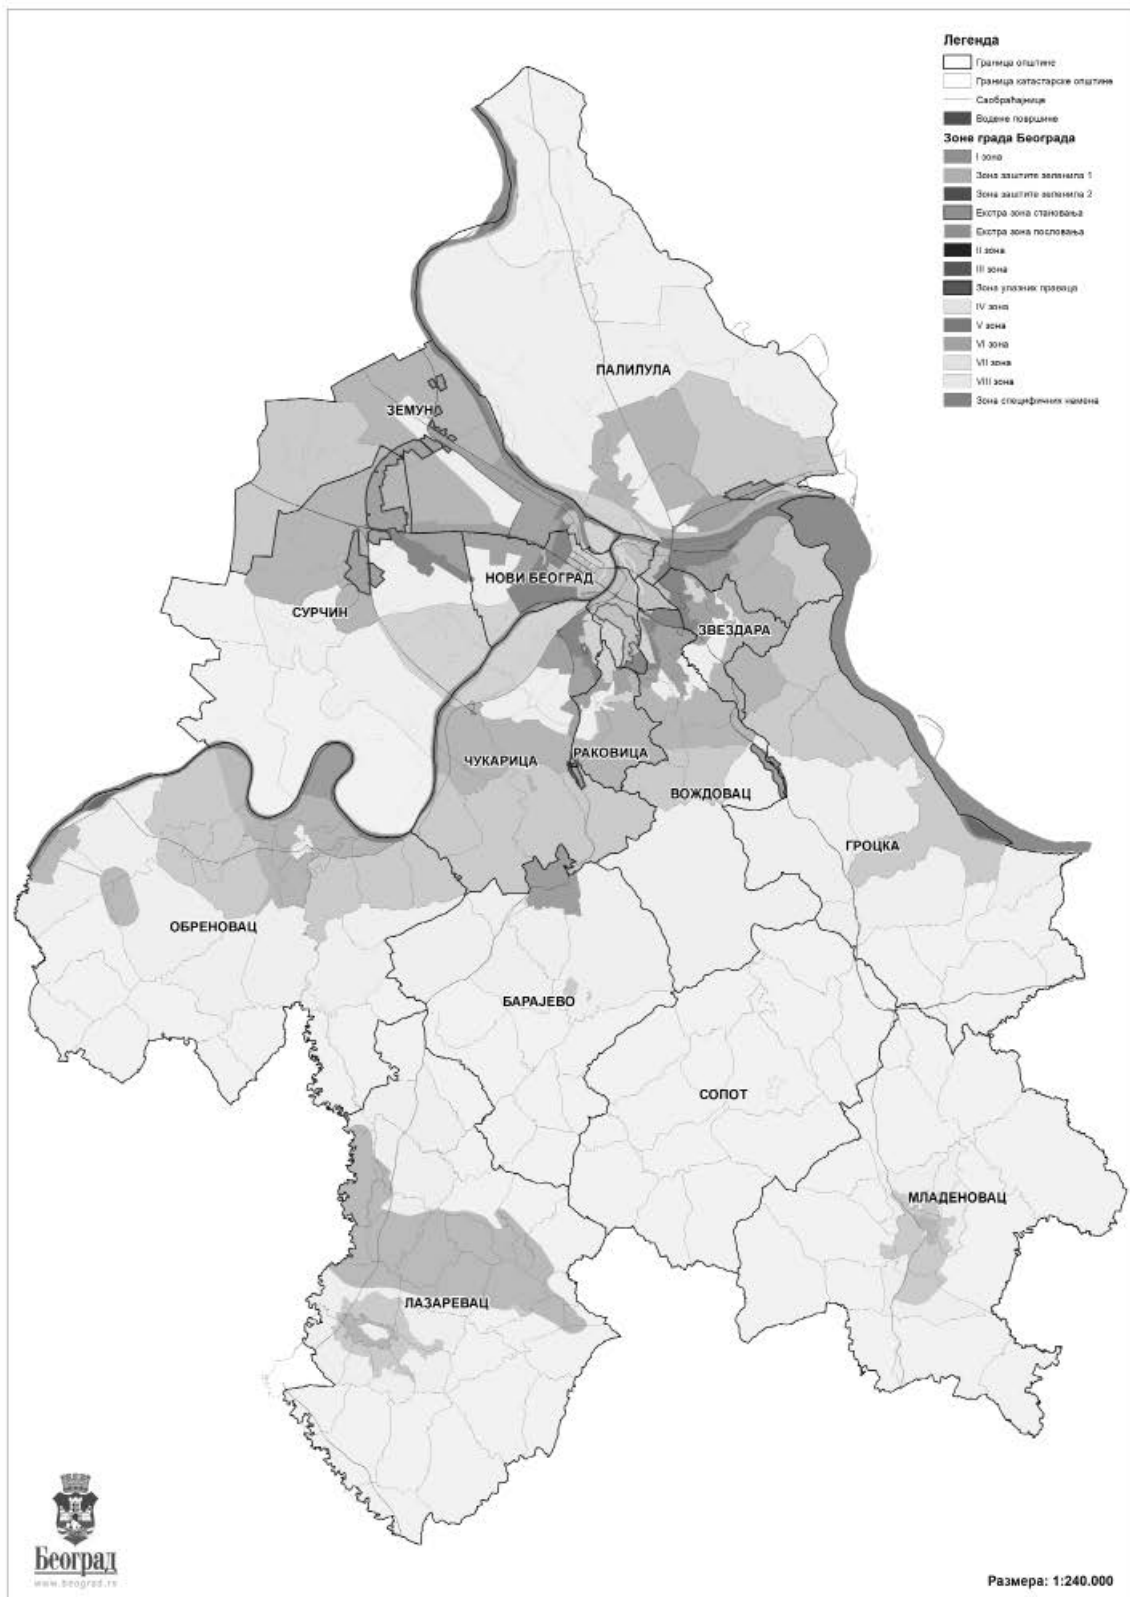 Легенда
Граница општине
Граница катастарске општине
Саобраћајнице
Водене површине
Зоне града Београда
I зона
Зона заштите зеленила 1
Зона заштите зеленила 2
Екстра зона становања
Екстра зона пословања
II зона
III зона
Зона улазних праваца
IV зона
V зона
VI зона
VII зона
VIII зона
Зона специфичних намена
ПАЛИЛУЛА
ЗЕМУН
НОВИ БЕОГРАД
СУРЧИН
ЗВЕЗДАРА
ЧУКАРИЦА
РАКОВИЦА
ВОЖДОВАЦ
ГРОЦКА
ОБРЕНОВАЦ
БАРАЈЕВО
СОПОТ
МЛАДЕНОВАЦ
ЛАЗАРЕВАЦ
Београд
www.beograd.rs
Размера: 1:240.000